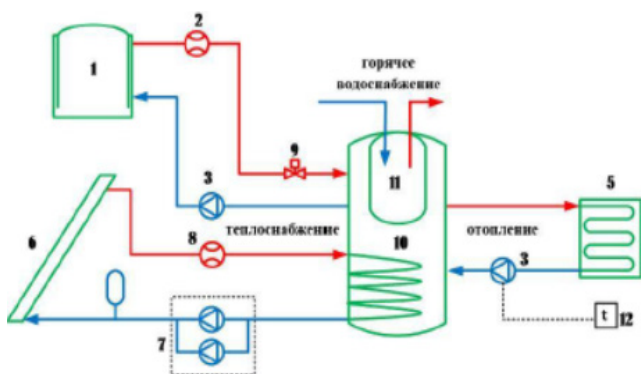 2
1
горячее
водоснабжение
9
3
11
5
6
8
теплоснабжение
10
отопление
3
7
t
12